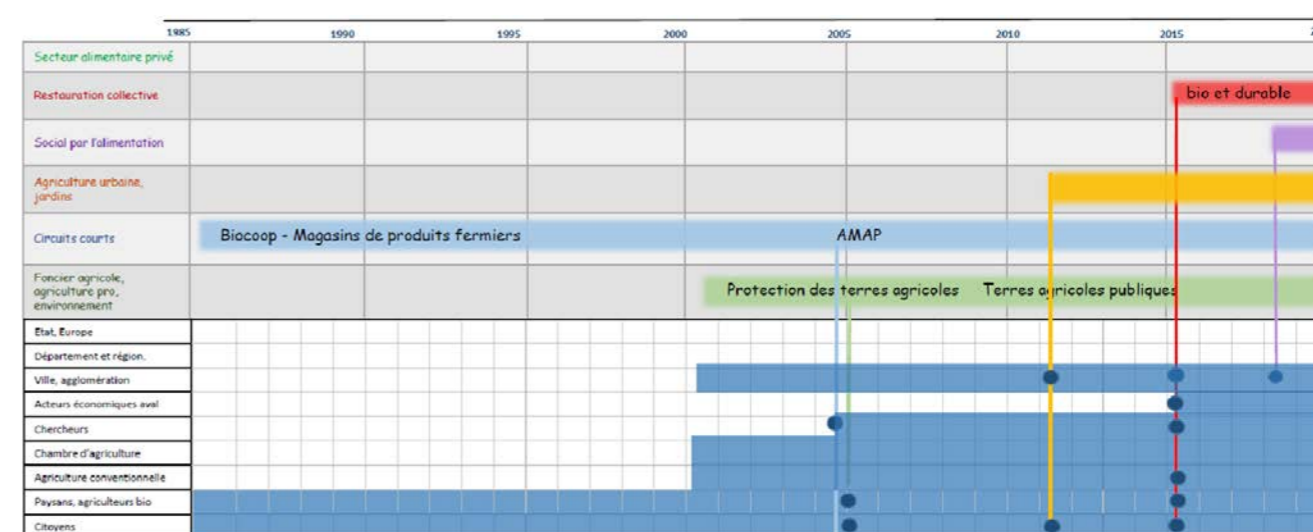 1985 1990 1995 2000 2005 2010 2015
Secteur alimentaire privé
Restauration collective
bio et durable
Social par l'alimentation
Agriculture urbaine,
jardins
Circuits courts
Biocoop - Magasins de produits fermiers
AMAP
Foncier agricole,
agriculture pro,
environnement
Protection des terres agricoles
Terres agricoles publiques
Etat, Europe
Département et région.
Ville, agglomération
Acteurs économiques aval
Chercheurs
Chambre d'agriculture
Agriculture conventionnelle
Paysans, agriculteurs bio
Citoyens